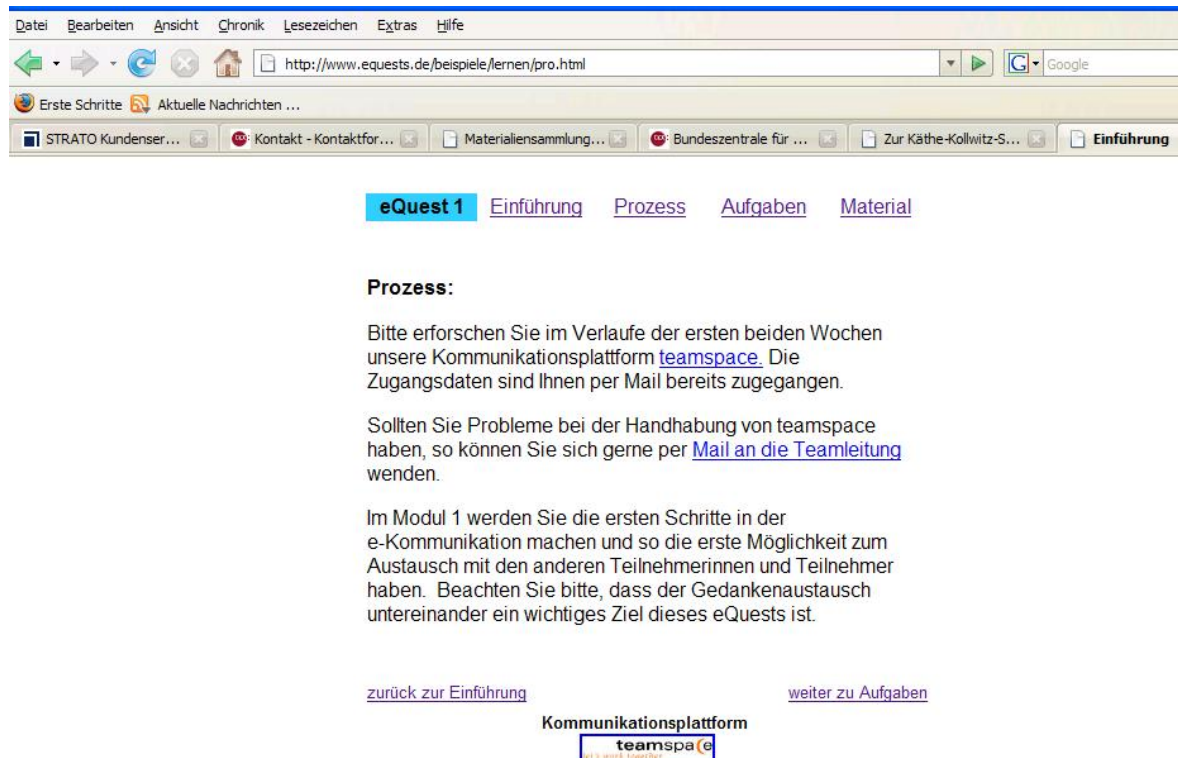 Datei Bearbeiten Ansicht Chronik Lesezeichen Extras Hilfe
http://www.equests.de/beispiele/lernen/pro.html G Google
Erste Schritte Aktuelle Nachrichten ...
STRATO Kundenser... Kontakt - Kontaktfor... Materialiensammlung... Bundeszentrale für ... Zur Käthe-Kollwitz-S... Einführung
eQuest 1 Einführung Prozess Aufgaben Material
Prozess:
Bitte erforschen Sie im Verlaufe der ersten beiden Wochen
unsere Kommunikationsplattform teamspace. Die
Zugangsdaten sind Ihnen per Mail bereits zugegangen.
Sollten Sie Probleme bei der Handhabung von teamspace
haben, so können Sie sich gerne per Mail an die Teamleitung
wenden.
Im Modul 1 werden Sie die ersten Schritte in der
e-Kommunikation machen und so die erste Möglichkeit zum
Austausch mit den anderen Teilnehmerinnen und Teilnehmer
haben. Beachten Sie bitte, dass der Gedankenaustausch
untereinander ein wichtiges Ziel dieses eQuests ist.
zurück zur Einführung weiter zu Aufgaben
Kommunikationsplattform
teamspace